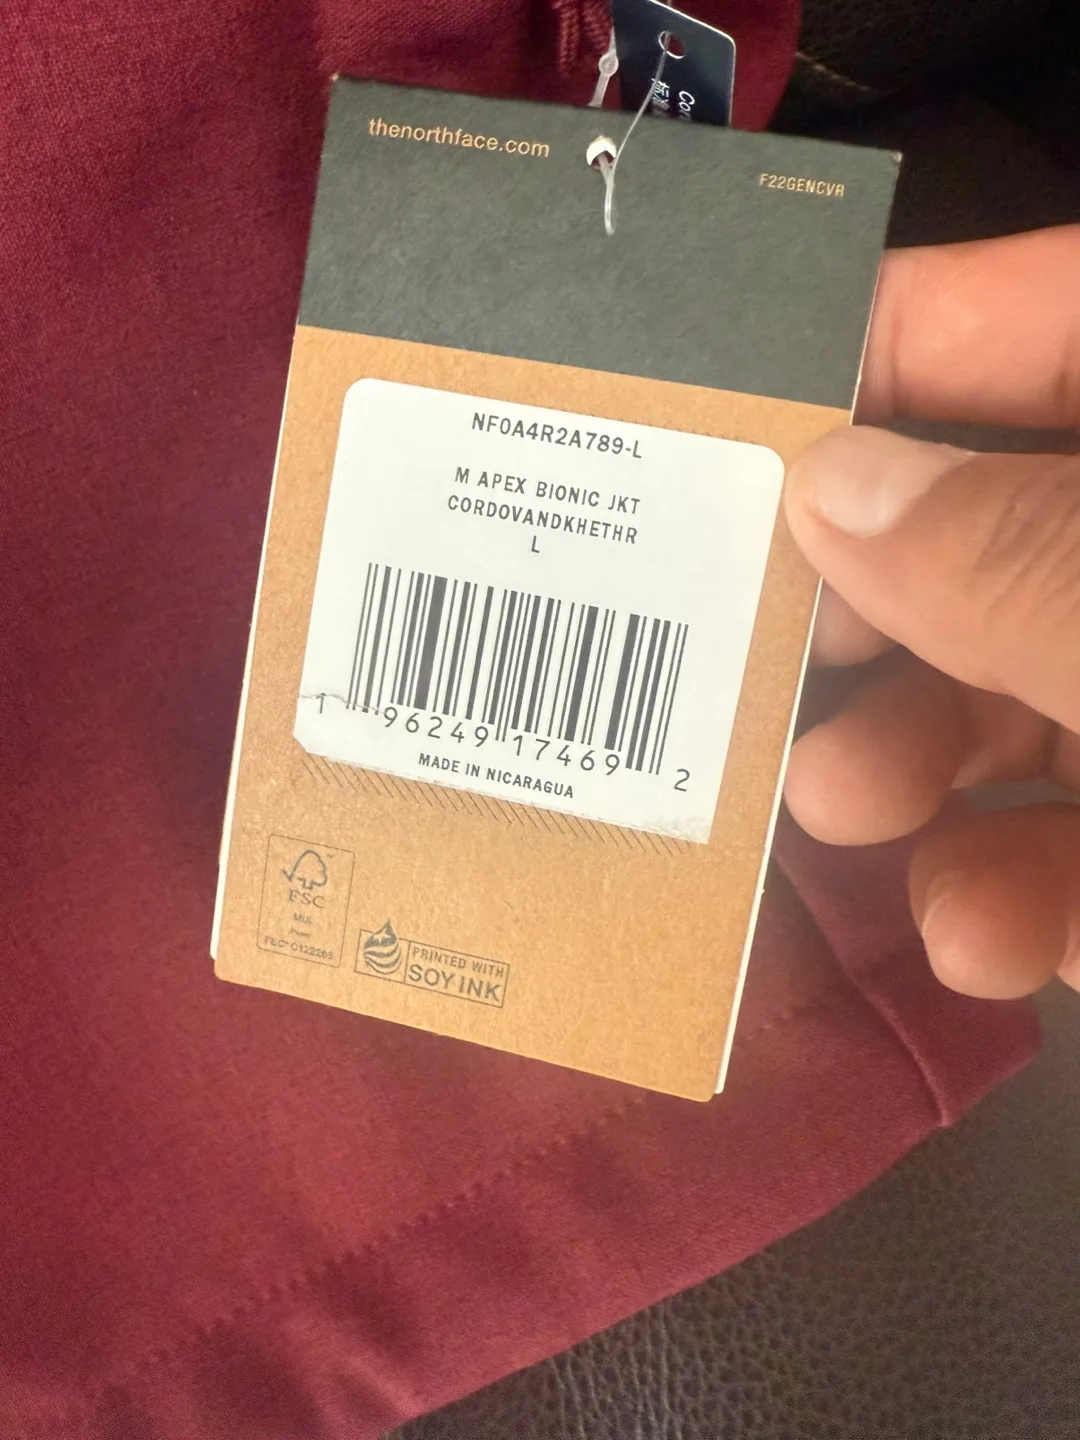 thenorthface.com
F22GENCVR
NF0A4R2A789-L
M APEX BIONIC JKT
CORDOVANDKHETHR
L
1 96249 17469 2
MADE IN NICARAGUA
FSC
MIX
PRINTED WITH
SOY INK